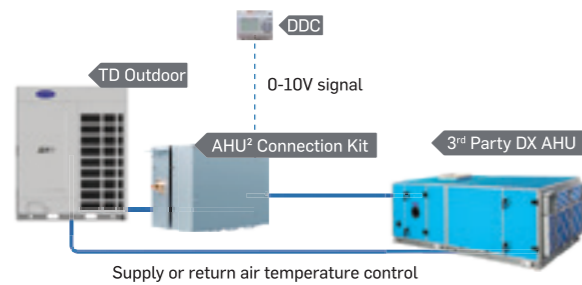 DDC
TD Outdoor
0-10V signal
AHU² Connection Kit
3rd Party DX AHU
Supply or return air temperature control